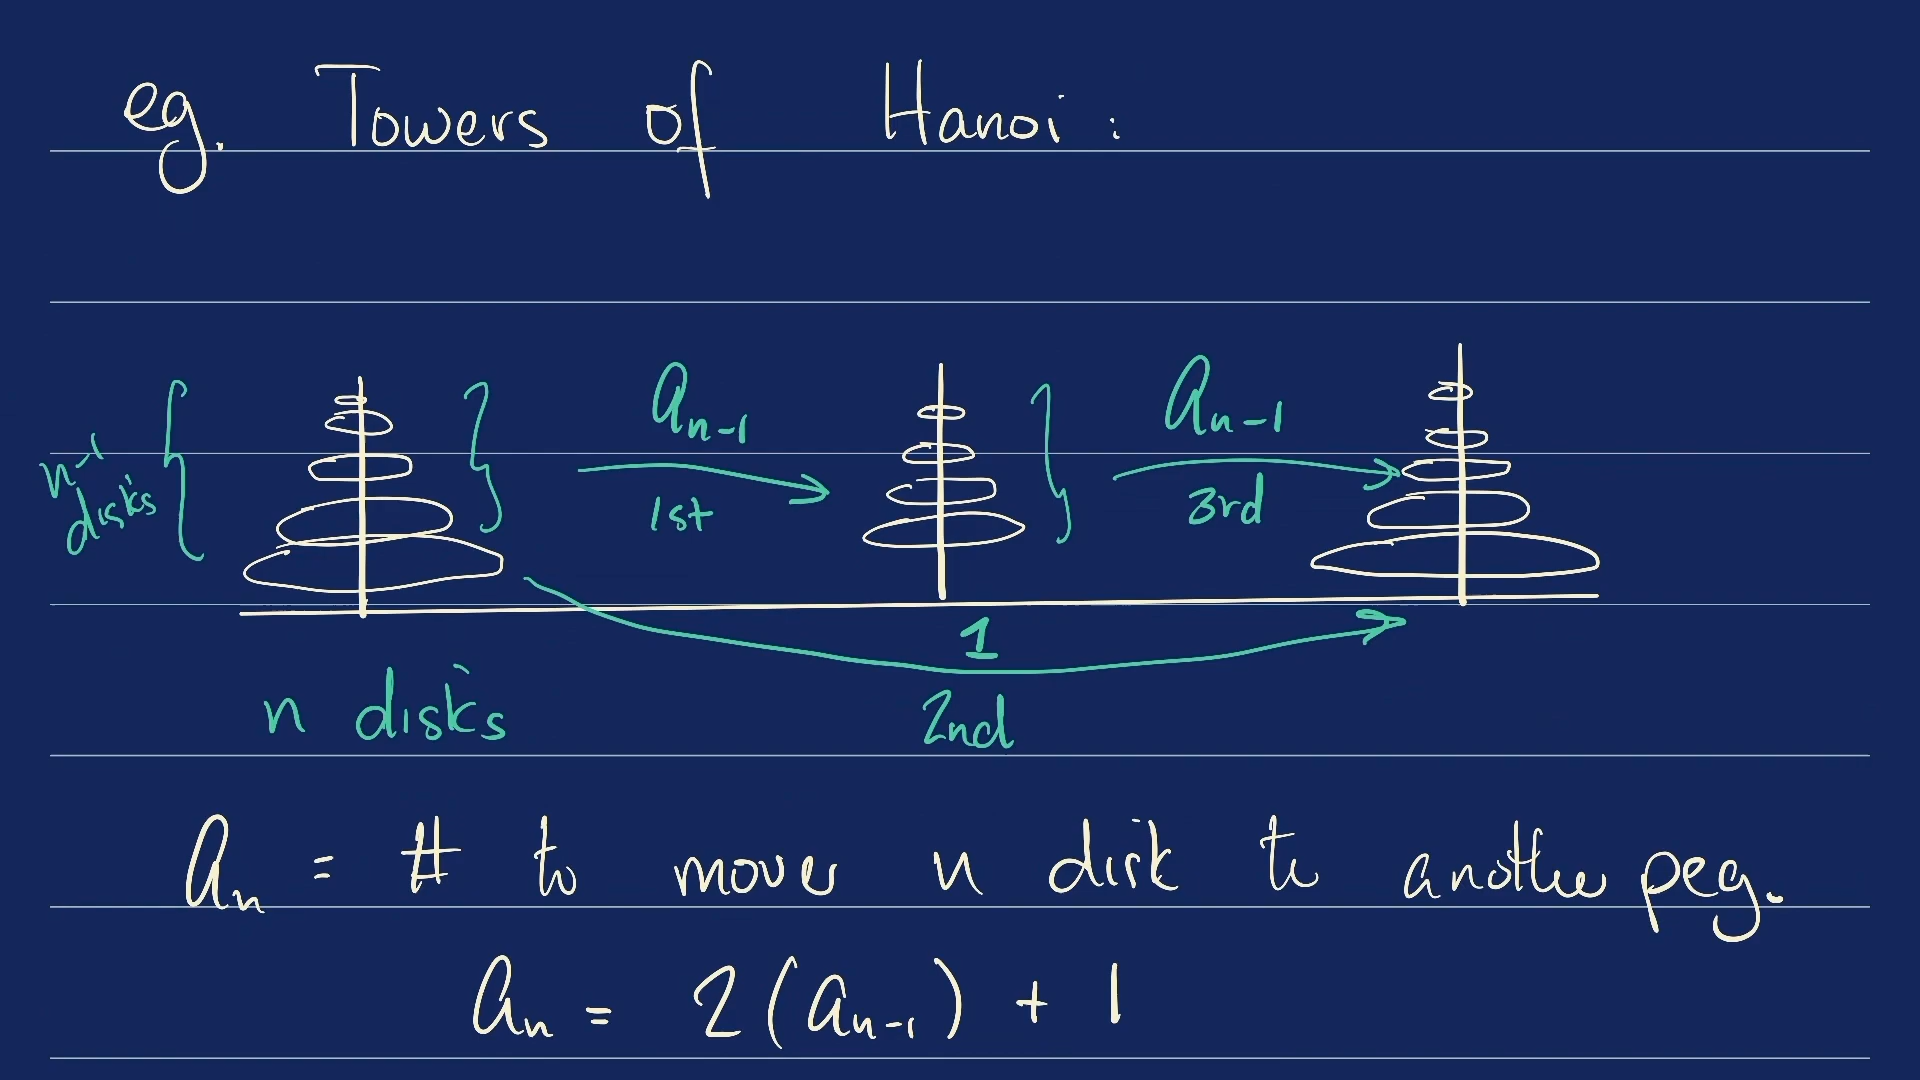 eg. Towers of Hanoi:
n-1 disks
a_{n-1}
1st
a_{n-1}
3rd
1
2nd
n disks
a_n = # to move n disk to another peg.
a_n = 2(a_{n-1}) + 1